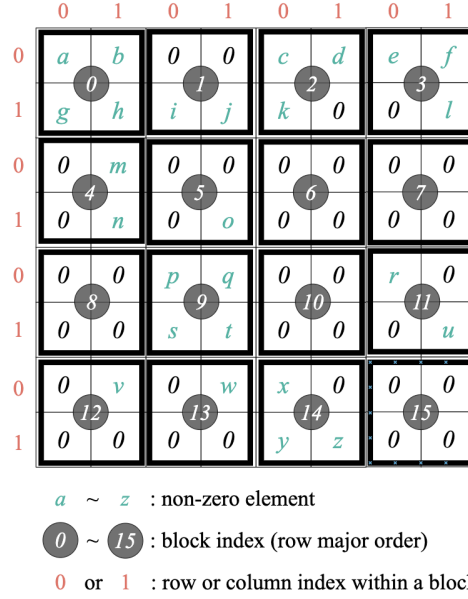 0 1 0 1 0 1 0 1
0 a b 0 0 c d e f
0 1 2 3
1 g h i j k 0 0 l
0 0 m 0 0 0 0 0 0
4 5 6 7
1 0 n 0 o 0 0 0 0
0 0 0 p q 0 0 r 0
8 9 10 11
1 0 0 s t 0 0 0 u
0 0 v 0 w x 0 0 0
12 13 14 15
1 0 0 0 0 y z 0 0
a ~ z : non-zero element
0 ~ 15 : block index (row major order)
0 or 1 : row or column index within a block